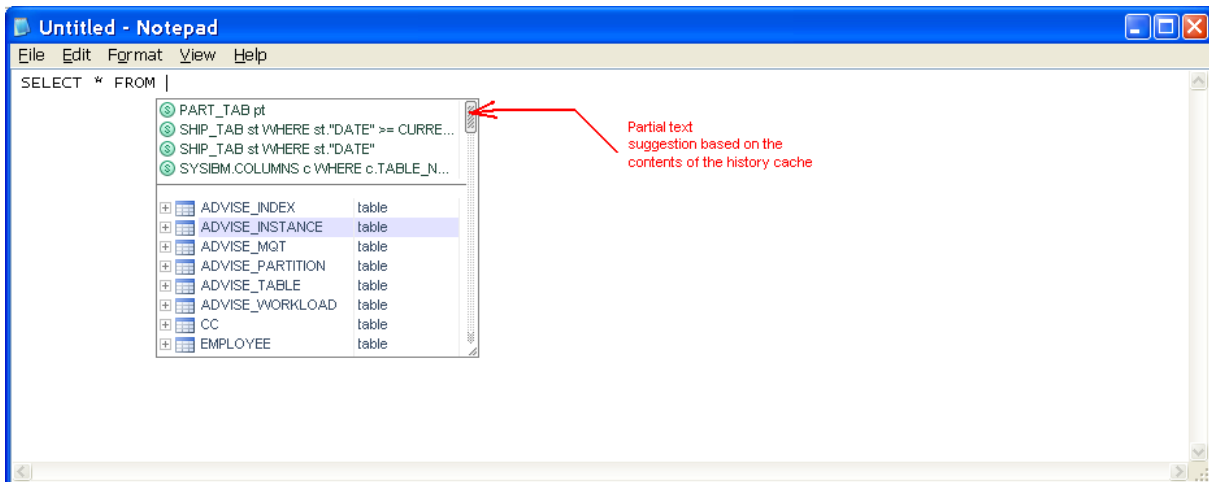 Untitled - Notepad
File Edit Format View Help
SELECT * FROM
S PART_TAB pt
S SHIP_TAB st WHERE st."DATE" >= CURRE...
S SHIP_TAB st WHERE st."DATE"
S SYSIBM.COLUMNS c WHERE c.TABLE_N...
Partial text
suggestion based on the
contents of the history cache
ADVISE_INDEX table
ADVISE_INSTANCE table
ADVISE_MQT table
ADVISE_PARTITION table
ADVISE_TABLE table
ADVISE_WORKLOAD table
CC table
EMPLOYEE table